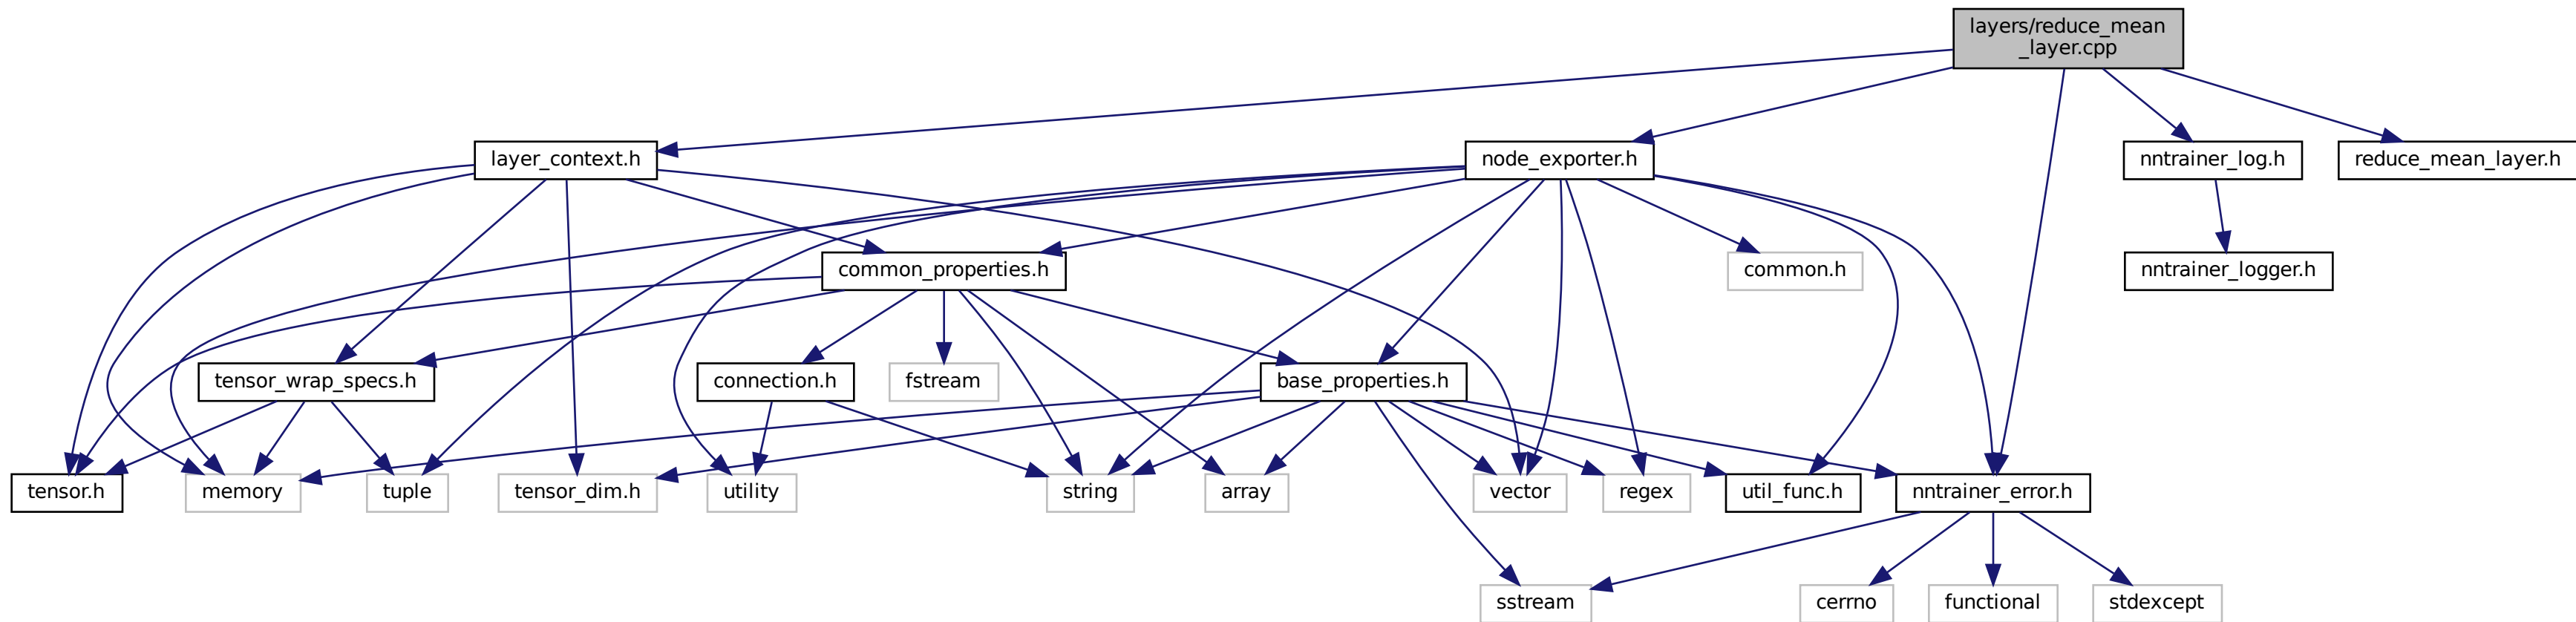 layers/reduce_mean
_layer.cpp
layer_context.h
node_exporter.h
nntrainer_log.h
reduce_mean_layer.h
common_properties.h
common.h
nntrainer_logger.h
tensor_wrap_specs.h
connection.h
fstream
base_properties.h
tensor.h
memory
tuple
tensor_dim.h
utility
string
array
vector
regex
util_func.h
nntrainer_error.h
sstream
cerrno
functional
stdexcept